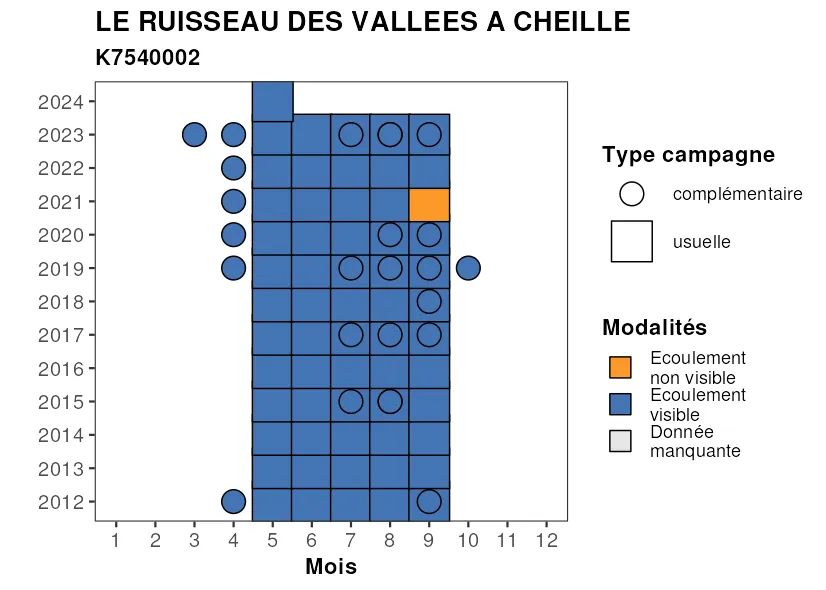 LE RUISSEAU DES VALLEES A CHEILLE
K7540002
2024
2023
2022
2021
2020
2019
2018
2017
2016
2015
2014
2013
2012
1 2 3 4 5 6 7 8 9 10 11 12
Mois
Type campagne
complémentaire
usuelle
Modalités
Ecoulement
non visible
Ecoulement
visible
Donnée
manquante